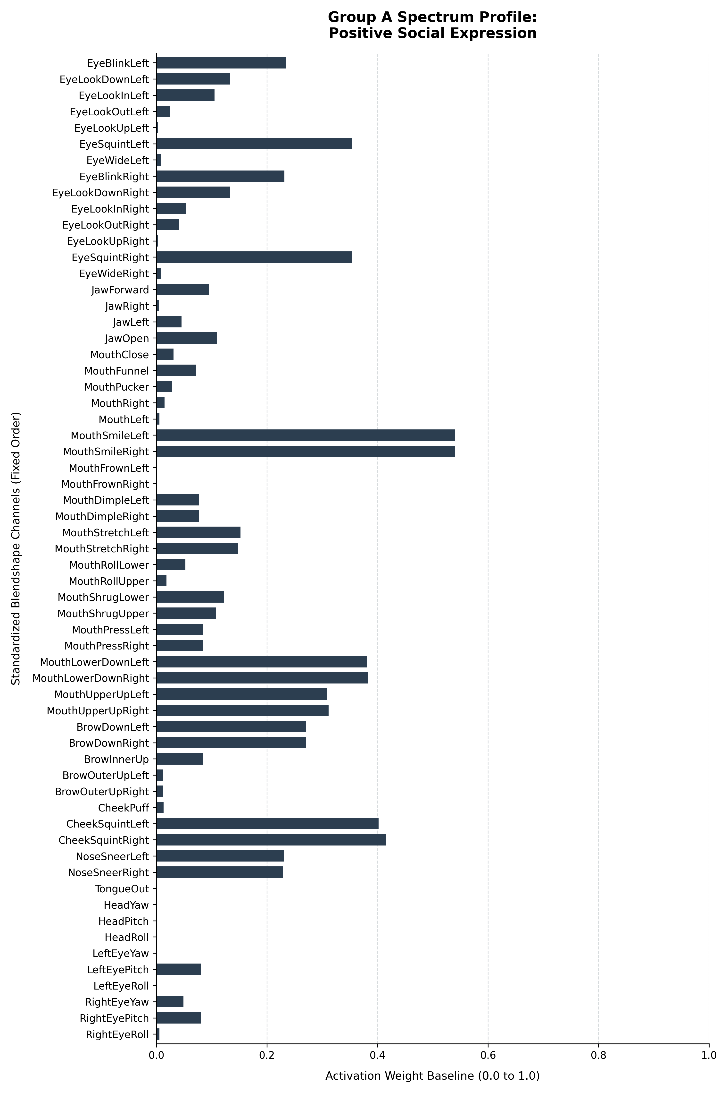 Group A Spectrum Profile:
Positive Social Expression
Standardized Blendshape Channels (Fixed Order)
EyeBlinkLeft
EyeLookDownLeft
EyeLookInLeft
EyeLookOutLeft
EyeLookUpLeft
EyeSquintLeft
EyeWideLeft
EyeBlinkRight
EyeLookDownRight
EyeLookInRight
EyeLookOutRight
EyeLookUpRight
EyeSquintRight
EyeWideRight
JawForward
JawRight
JawLeft
JawOpen
MouthClose
MouthFunnel
MouthPucker
MouthRight
MouthLeft
MouthSmileLeft
MouthSmileRight
MouthFrownLeft
MouthFrownRight
MouthDimpleLeft
MouthDimpleRight
MouthStretchLeft
MouthStretchRight
MouthRollLower
MouthRollUpper
MouthShrugLower
MouthShrugUpper
MouthPressLeft
MouthPressRight
MouthLowerDownLeft
MouthLowerDownRight
MouthUpperUpLeft
MouthUpperUpRight
BrowDownLeft
BrowDownRight
BrowInnerUp
BrowOuterUpLeft
BrowOuterUpRight
CheekPuff
CheekSquintLeft
CheekSquintRight
NoseSneerLeft
NoseSneerRight
TongueOut
HeadYaw
HeadPitch
HeadRoll
LeftEyeYaw
LeftEyePitch
LeftEyeRoll
RightEyeYaw
RightEyePitch
RightEyeRoll
0.0 0.2 0.4 0.6 0.8 1.0
Activation Weight Baseline (0.0 to 1.0)